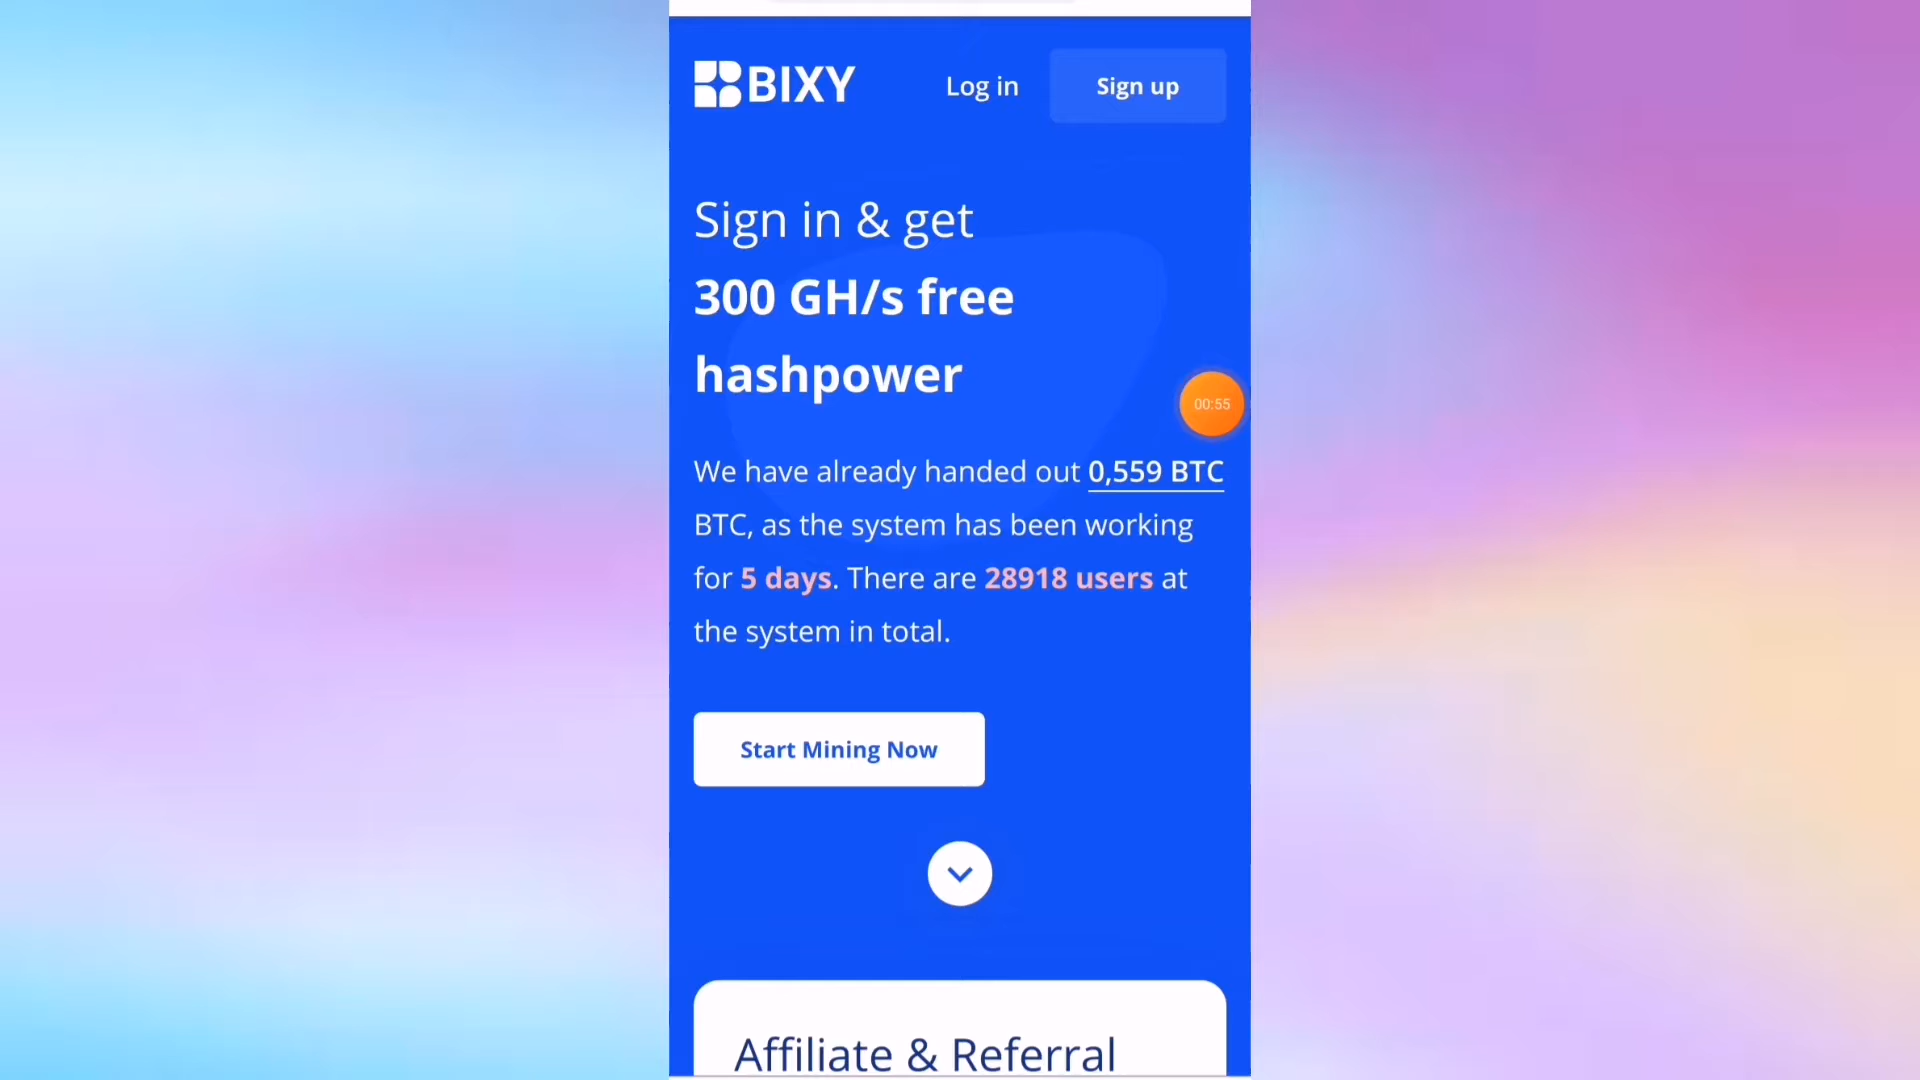 BIXY
Log in
Sign up
Sign in & get
300 GH/s free
hashpower
00:55
We have already handed out 0,559 BTC
BTC, as the system has been working
for 5 days. There are 28918 users at
the system in total.
Start Mining Now
Affiliate & Referral